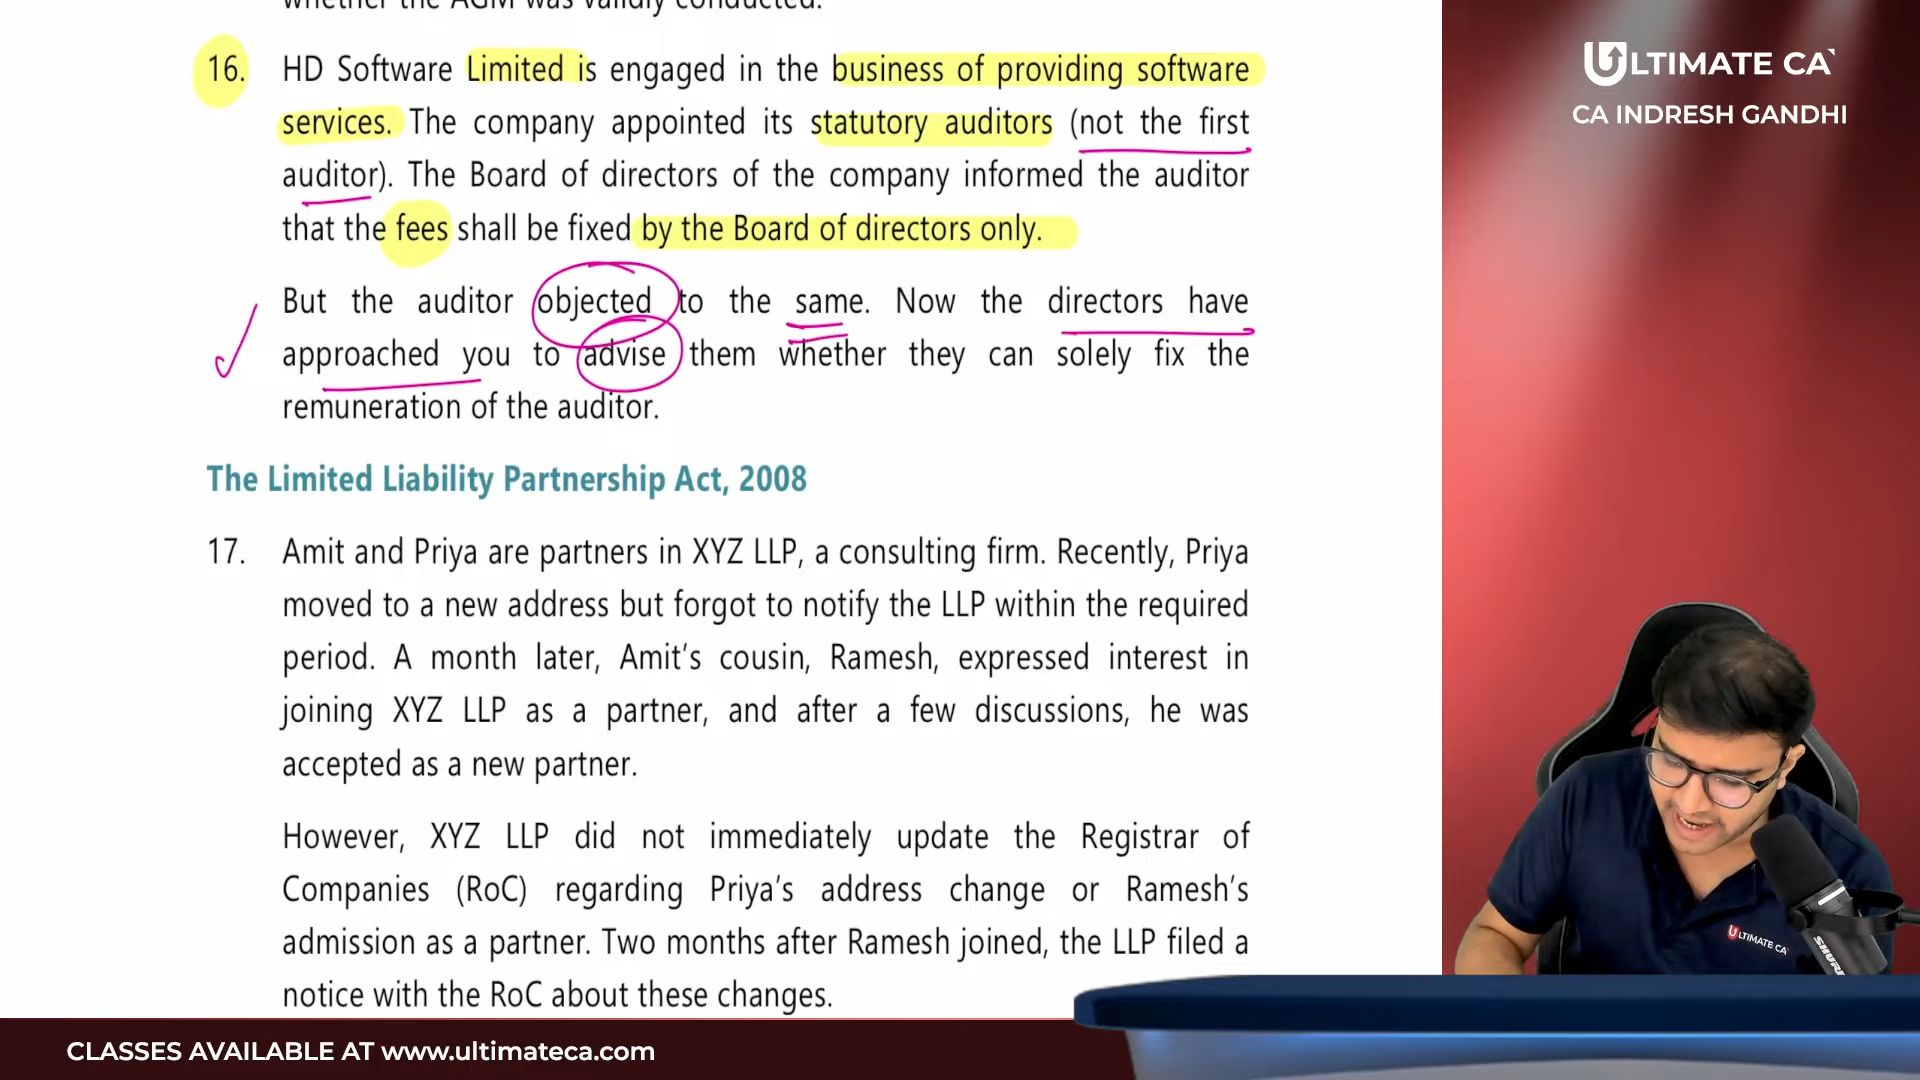 whether the AGM was validly conducted.
16. HD Software Limited is engaged in the business of providing software
services. The company appointed its statutory auditors (not the first
auditor). The Board of directors of the company informed the auditor
that the fees shall be fixed by the Board of directors only.
But the auditor objected to the same. Now the directors have
approached you to advise them whether they can solely fix the
remuneration of the auditor.
The Limited Liability Partnership Act, 2008
17. Amit and Priya are partners in XYZ LLP, a consulting firm. Recently, Priya
moved to a new address but forgot to notify the LLP within the required
period. A month later, Amit's cousin, Ramesh, expressed interest in
joining XYZ LLP as a partner, and after a few discussions, he was
accepted as a new partner.
However, XYZ LLP did not immediately update the Registrar of
Companies (RoC) regarding Priya's address change or Ramesh's
admission as a partner. Two months after Ramesh joined, the LLP filed a
notice with the RoC about these changes.
ULTIMATE CA
CA INDRESH GANDHI
ULTIMATE CA
SHURE
CLASSES AVAILABLE AT www.ultimateca.com